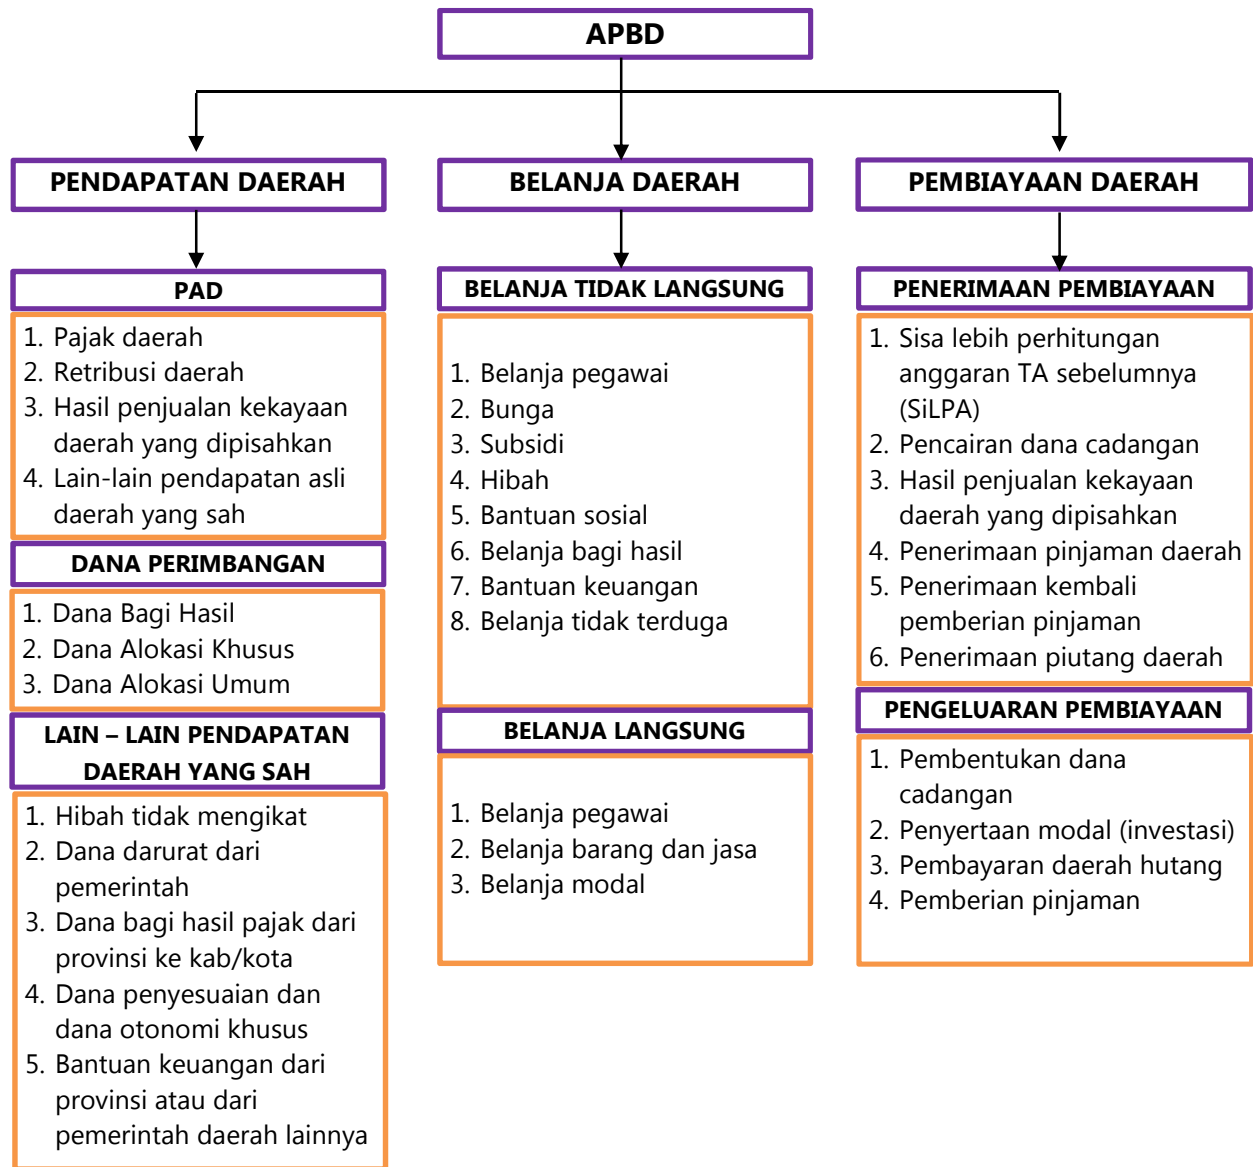 APBD
PENDAPATAN DAERAH
PAD
1. Pajak daerah
2. Retribusi daerah
3. Hasil penjualan kekayaan
daerah yang dipisahkan
4. Lain-lain pendapatan asli
daerah yang sah
DANA PERIMBANGAN
1. Dana Bagi Hasil
2. Dana Alokasi Khusus
3. Dana Alokasi Umum
LAIN – LAIN PENDAPATAN
DAERAH YANG SAH
1. Hibah tidak mengikat
2. Dana darurat dari
pemerintah
3. Dana bagi hasil pajak dari
provinsi ke kab/kota
4. Dana penyesuaian dan
dana otonomi khusus
5. Bantuan keuangan dari
provinsi atau dari
pemerintah daerah lainnya
BELANJA DAERAH
BELANJA TIDAK LANGSUNG
1. Belanja pegawai
2. Bunga
3. Subsidi
4. Hibah
5. Bantuan sosial
6. Belanja bagi hasil
7. Bantuan keuangan
8. Belanja tidak terduga
BELANJA LANGSUNG
1. Belanja pegawai
2. Belanja barang dan jasa
3. Belanja modal
PEMBIAYAAN DAERAH
PENERIMAAN PEMBIAYAAN
1. Sisa lebih perhitungan
anggaran TA sebelumnya
(SiLPA)
2. Pencairan dana cadangan
3. Hasil penjualan kekayaan
daerah yang dipisahkan
4. Penerimaan pinjaman daerah
5. Penerimaan kembali
pemberian pinjaman
6. Penerimaan piutang daerah
PENGELUARAN PEMBIAYAAN
1. Pembentukan dana
cadangan
2. Penyertaan modal (investasi)
3. Pembayaran daerah hutang
4. Pemberian pinjaman